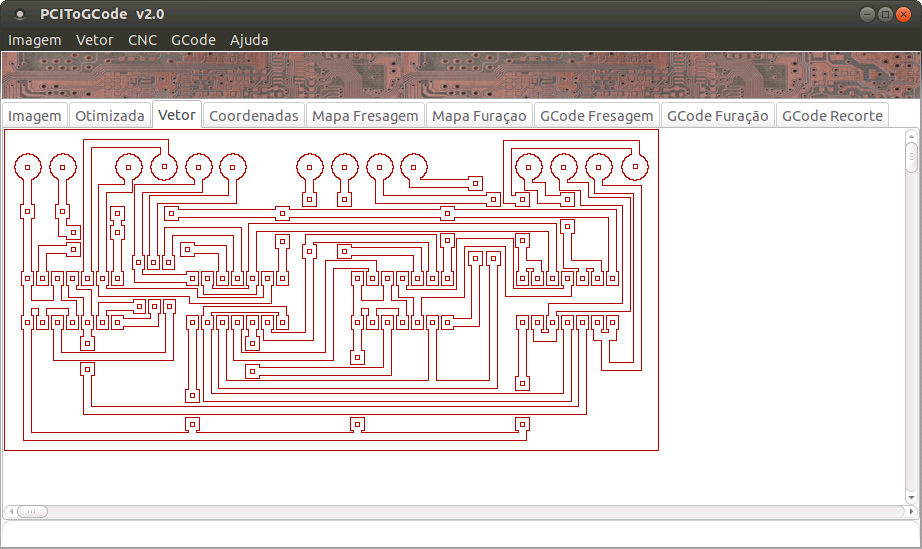 PCIToGCode v2.0
Imagem Vetor CNC GCode Ajuda
Imagem Otimizada Vetor Coordenadas Mapa Fresagem Mapa Furaçao GCode Fresagem GCode Furação GCode Recorte